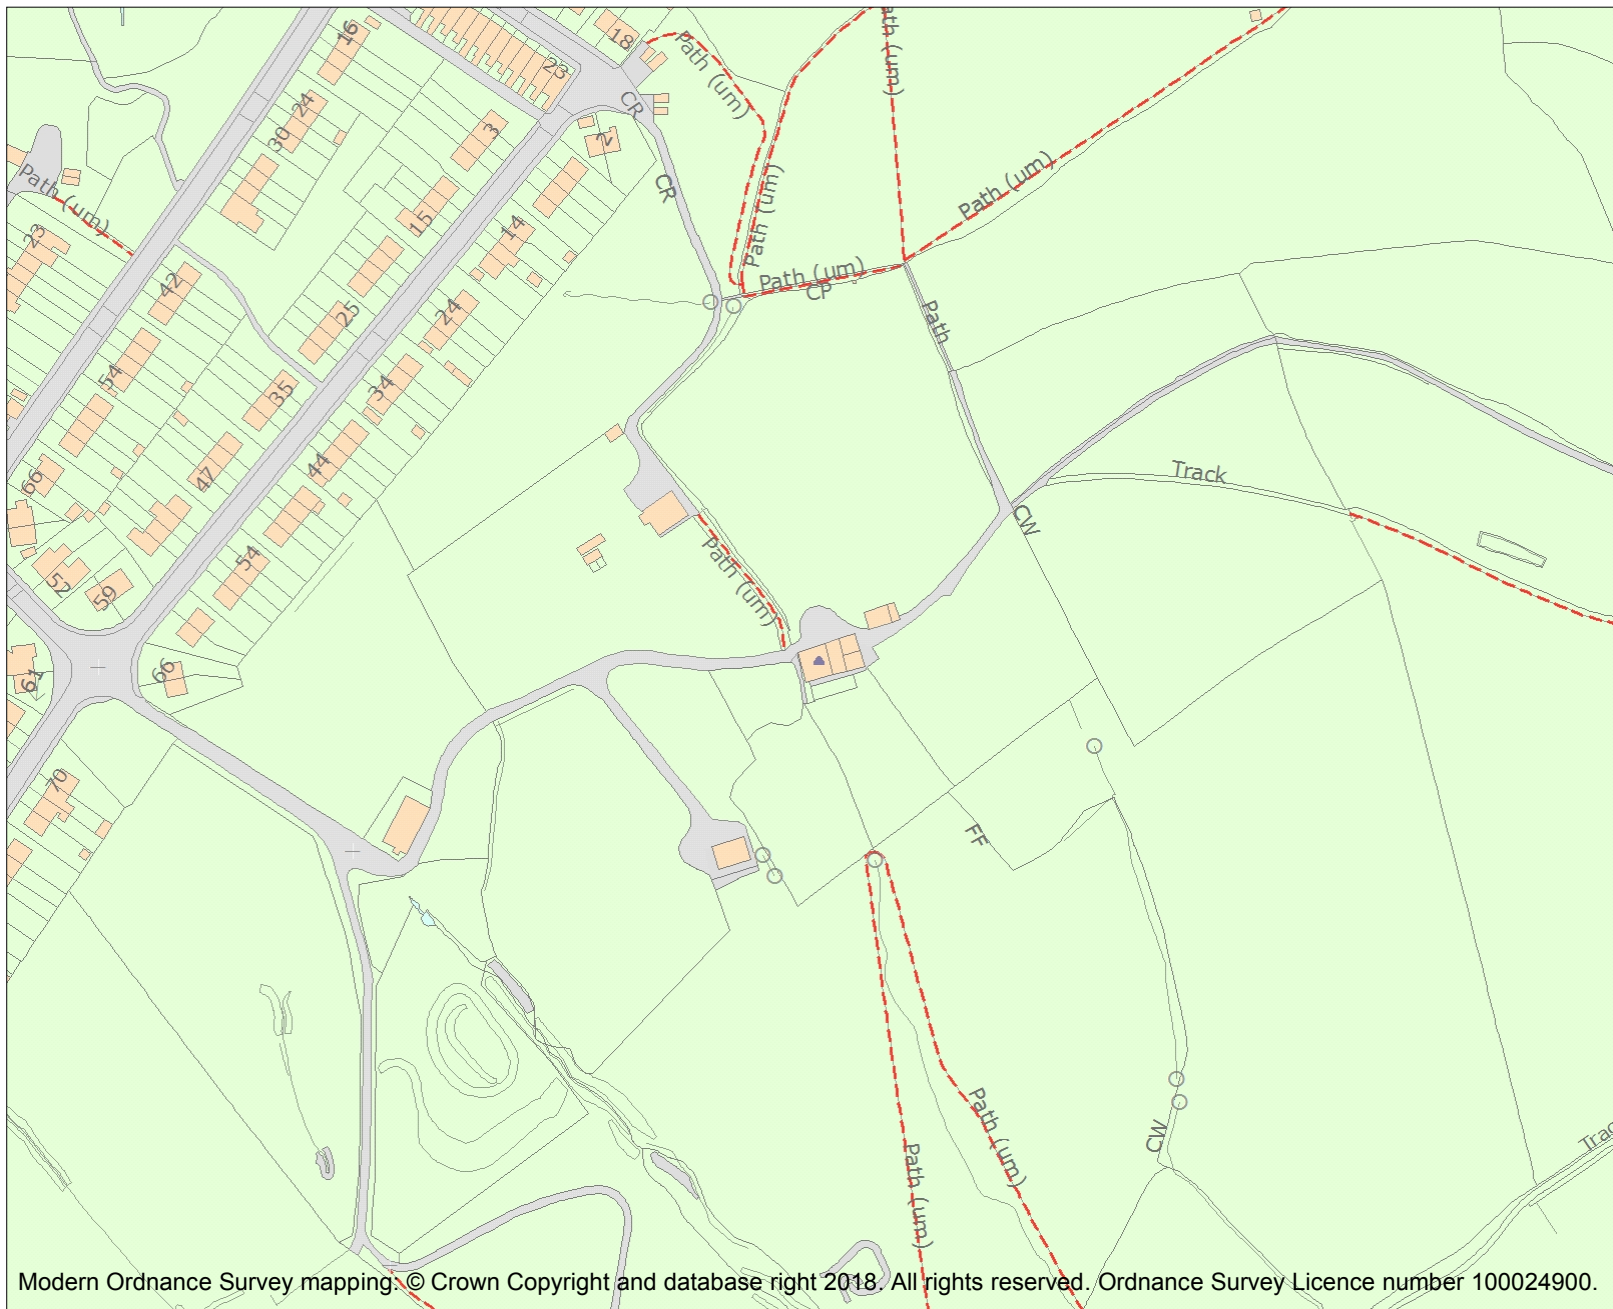 16
18
Path (um)
ath (um)
23
CR
24
30
3
2
Path (um)
CR
Path (um)
Path (um)
15
14
23
Path (um)
CP
42
25
24
Path
54
35
34
66
47
44
Track
CW
52
59
54
Path (um)
61
66
70
FF
CW
Trac
Path (um)
Path (um)
Modern Ordnance Survey mapping: © Crown Copyright and database right 2018. All rights reserved. Ordnance Survey Licence number 100024900.